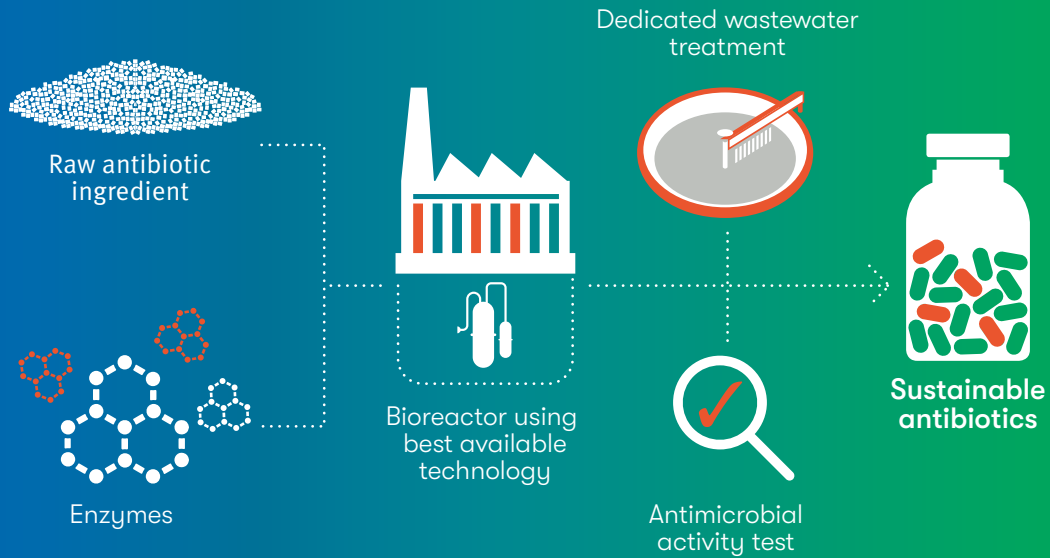 Dedicated wastewater
treatment
Raw antibiotic
ingredient
Enzymes
Bioreactor using
best available
technology
Antimicrobial
activity test
Sustainable
antibiotics